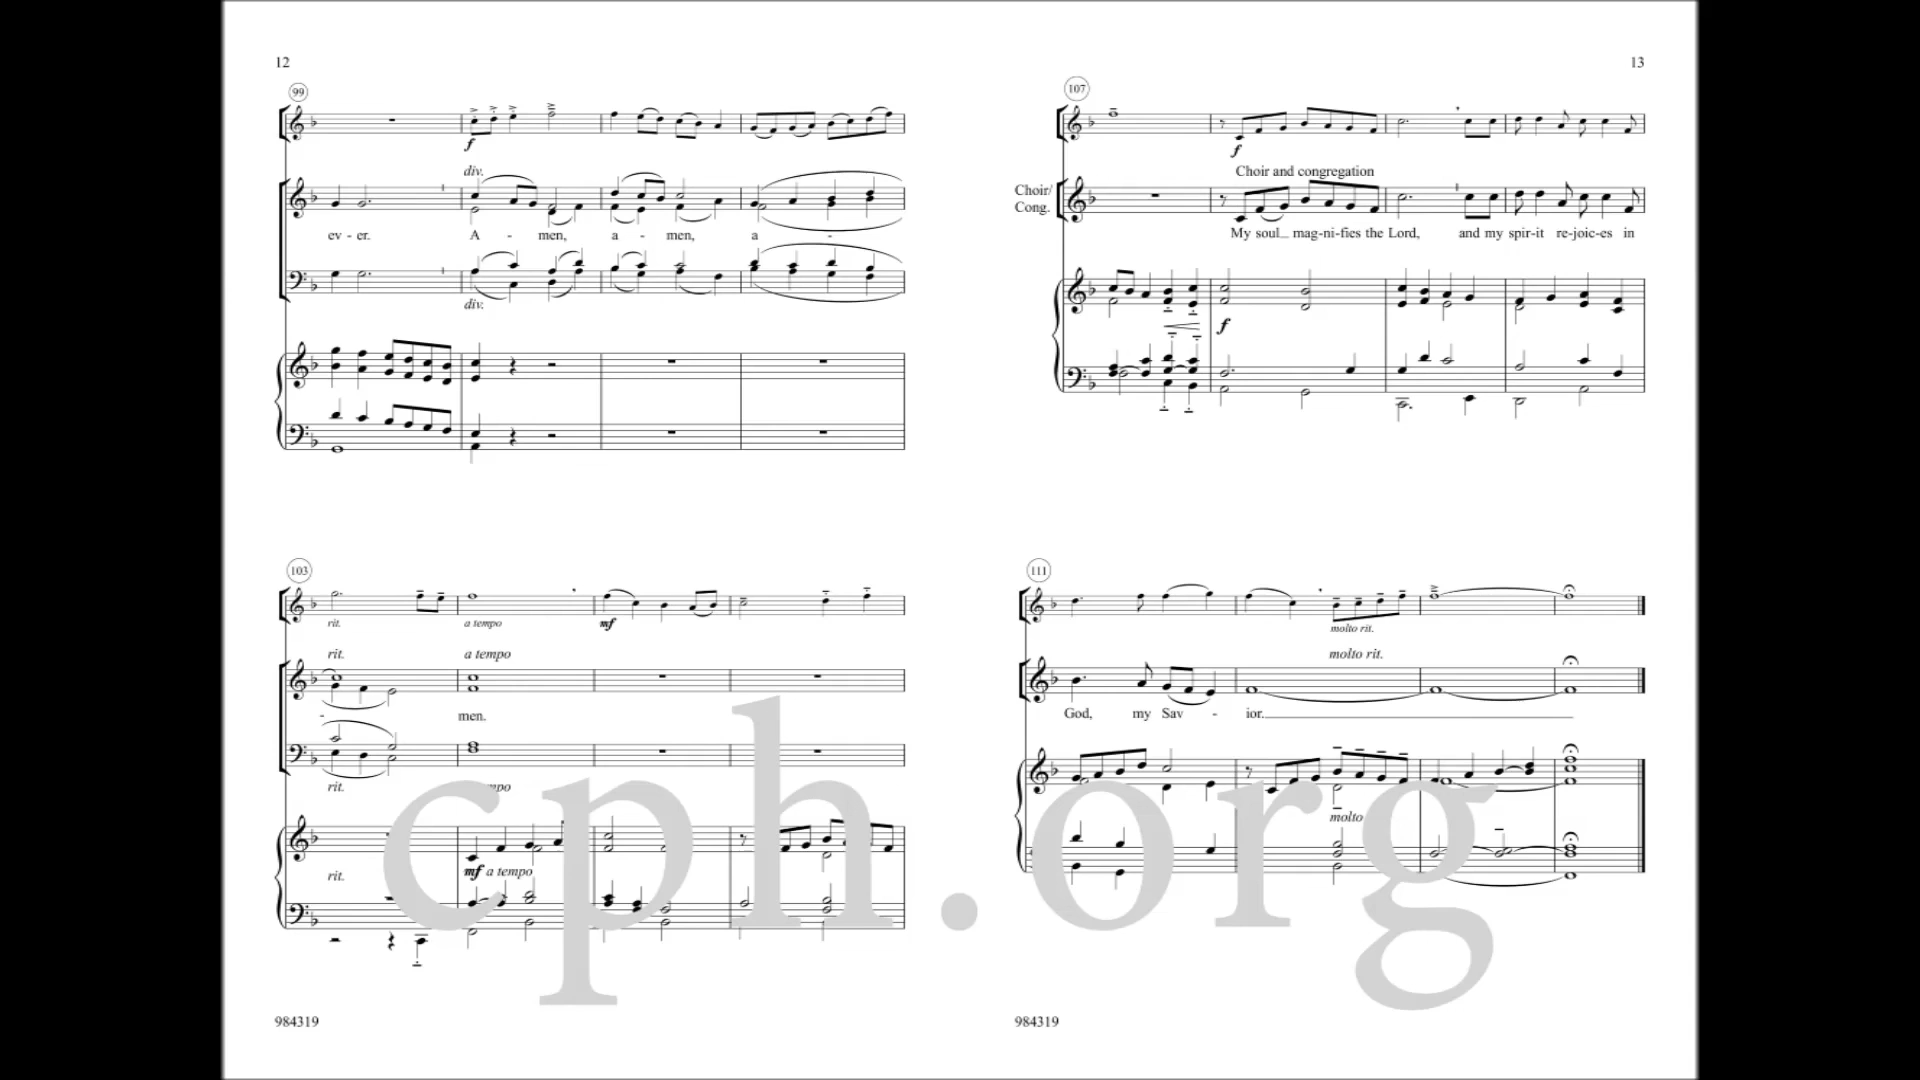 12
99
f
div.
ev - er. A - men, a - men, a -
div.
103
rit. a tempo mf
rit. a tempo
- men.
rit.
mf a tempo
rit.
984319
13
107
f
Choir and congregation
Choir/
Cong.
My soul_ mag-ni-fies the Lord, and my spir-it re-joic-es in
f
111
molto rit.
molto rit.
God, my Sav - ior.
molto
984319
cph.org